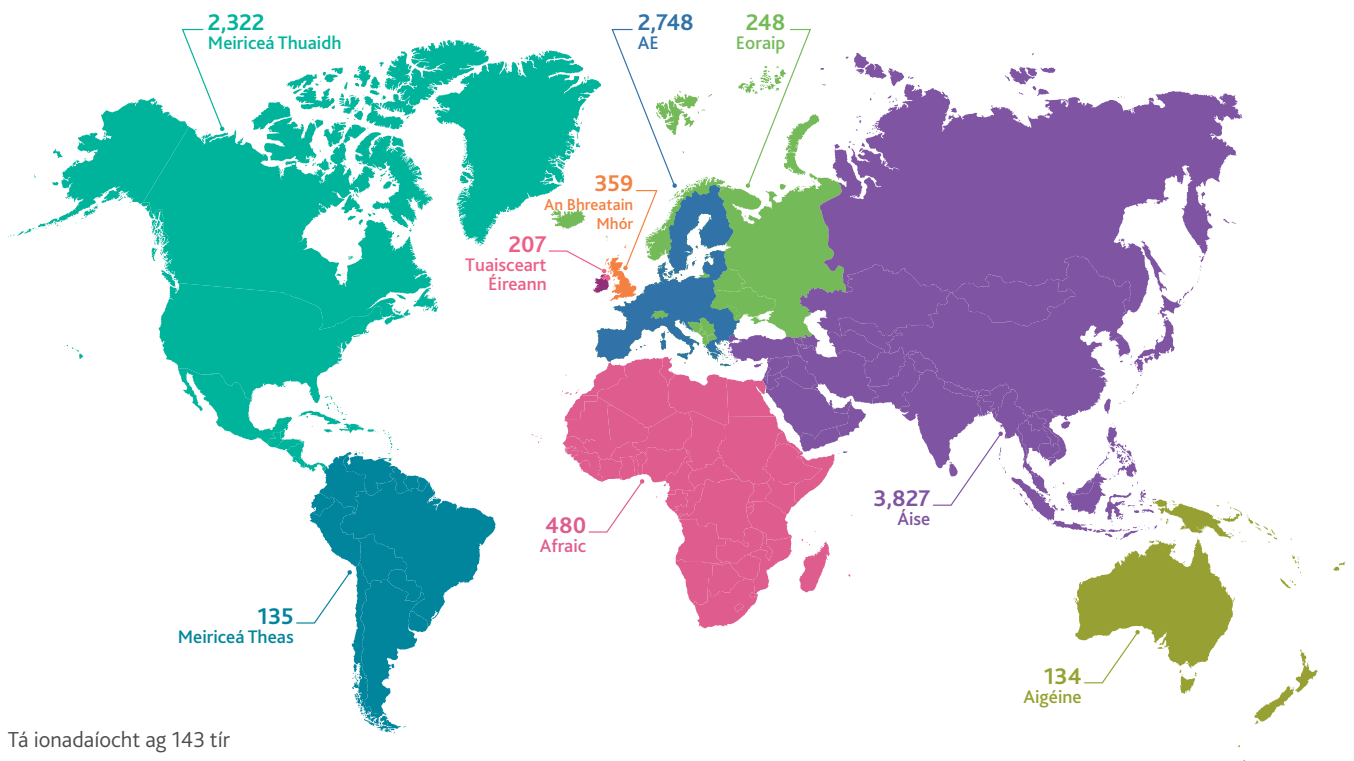 2,322
Meiriceá Thuaidh
2,748
AE
248
Eoraip
359
An Bhreatain
Mhór
207
Tuaisceart
Éireann
3,827
Áise
480
Afraic
135
Meiriceá Theas
134
Aigéine
Tá ionadaíocht ag 143 tír